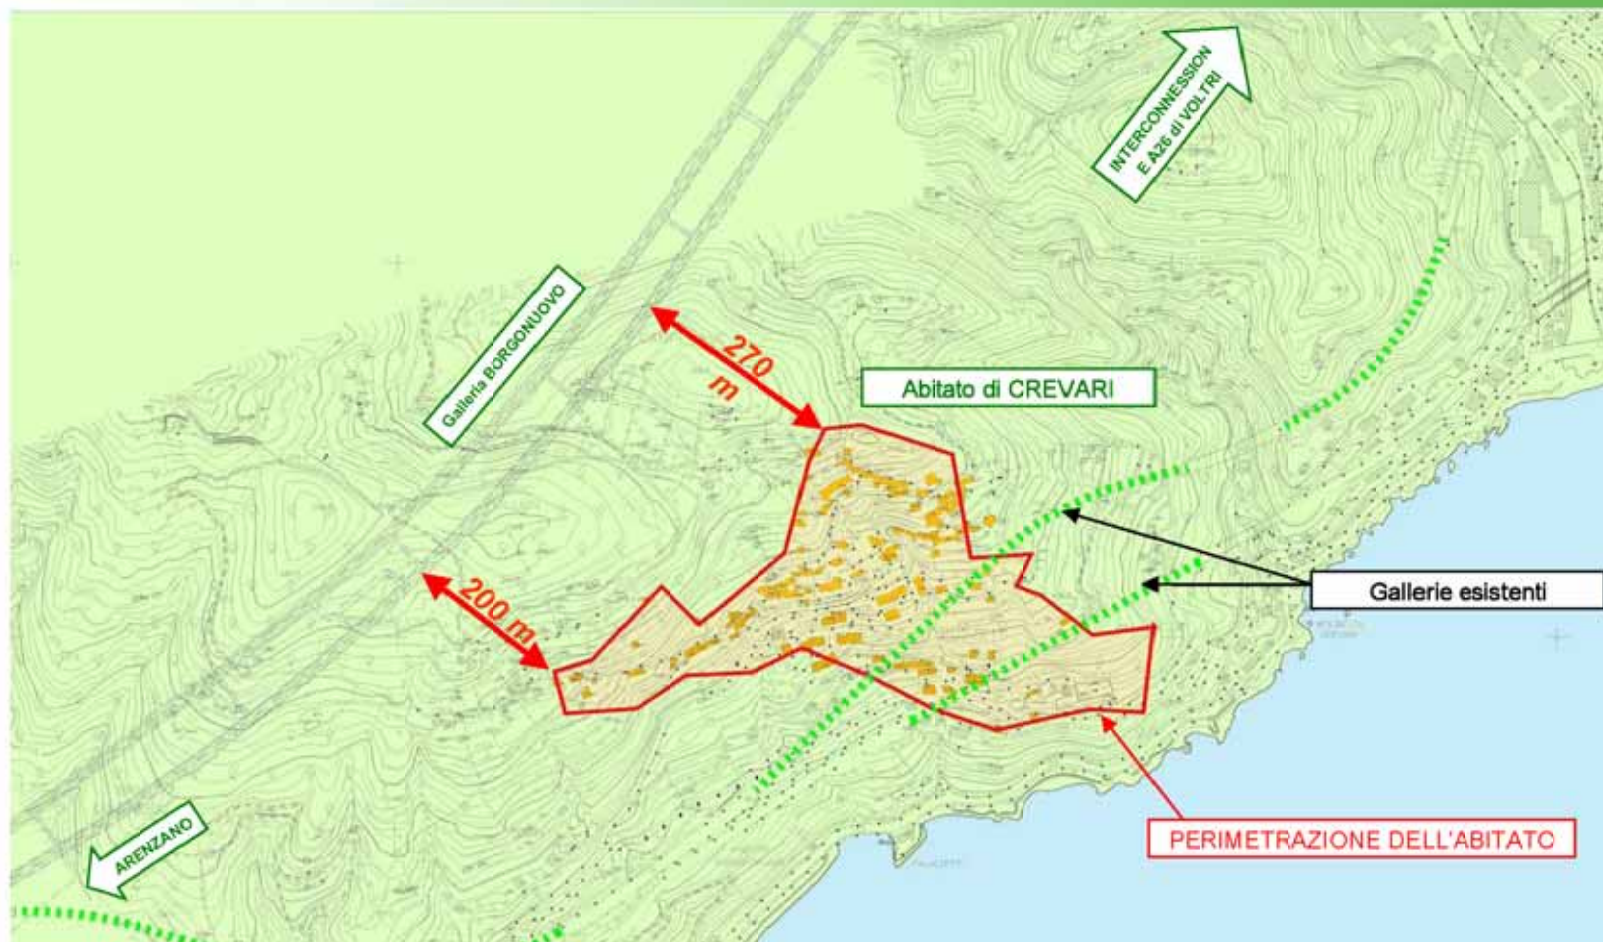 INTERCONNESSION
E A26 di VOLTRI
Galleria BORGONUOVO
270
m
Abitato di CREVARI
200 m
Gallerie esistenti
PERIMETRAZIONE DELL'ABITATO
ARENZANO